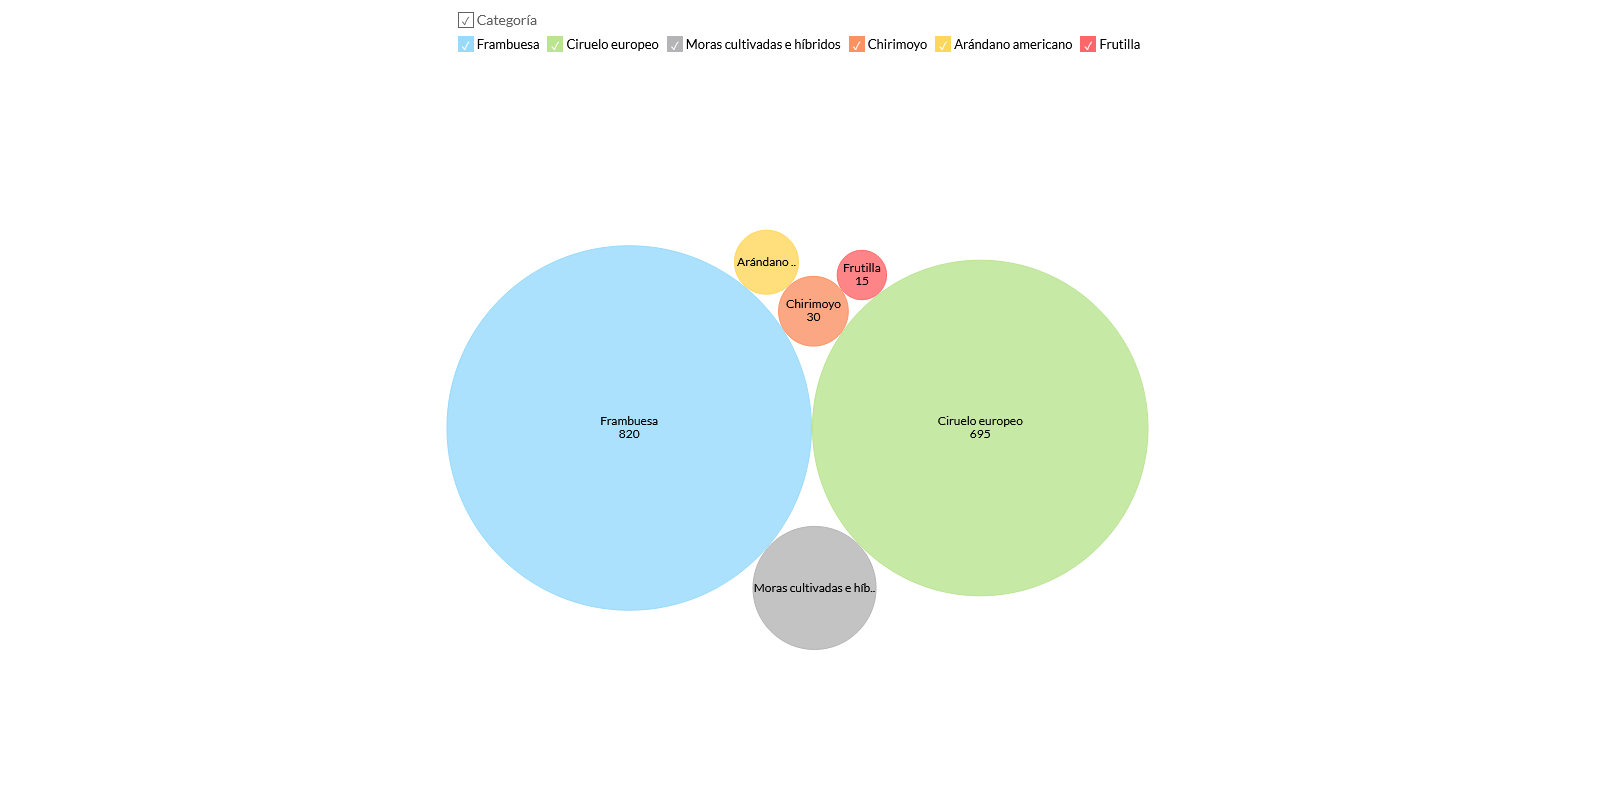 Categoría
Frambuesa Ciruelo europeo Moras cultivadas e híbridos Chirimoyo Arándano americano Frutilla
Arándano ..
Frutilla
15
Chirimoyo
30
Frambuesa
820
Ciruelo europeo
695
Moras cultivadas e híb..